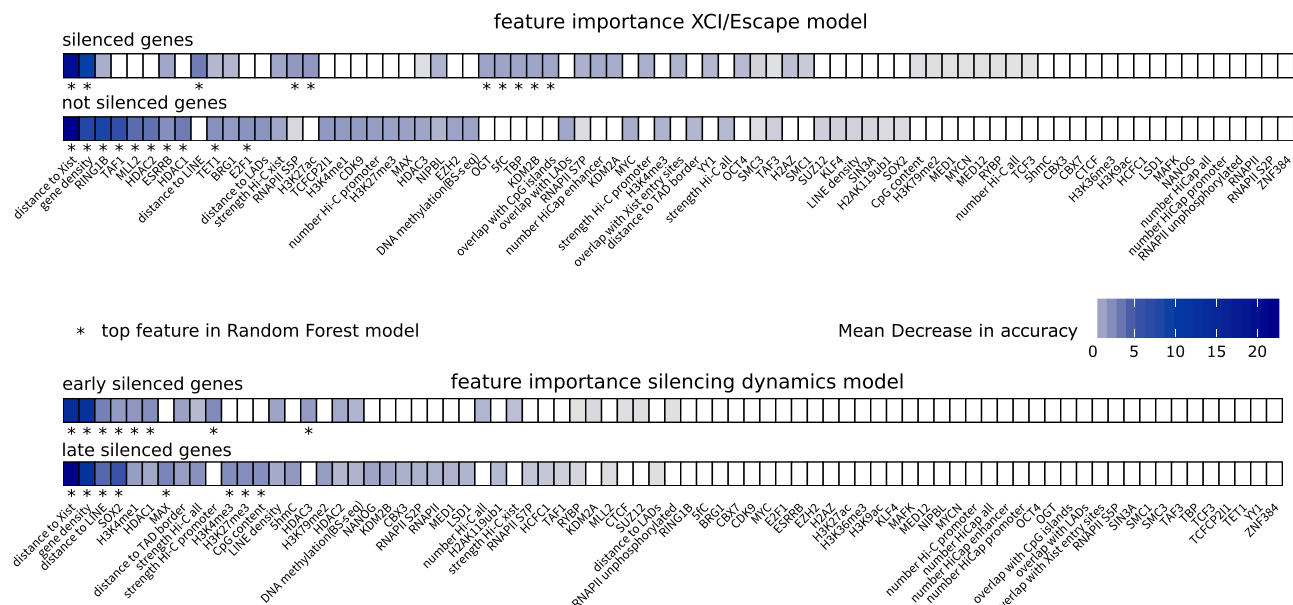 feature importance XCI/Escape model
silenced genes
* * * * * * * * * *
not silenced genes
* * * * * * * * * *
distance to Xist
gene density
RING1B
TAF1
MLL2
HDAC2
ESRRB
HDAC1
distance to LINE
TET1
BRG1
E2F1
distance to LADs
strength Hi-C xist
RNAPII S5P
H3K27ac
TCFCP2l1
H3K4me1
CDK9
number Hi-C promoter
H3K27me3
MAX
HDAC3
NIPBL
EZH2
DNA methylation(BS-seq)
OGT
5fC
TBP
KDM2B
overlap with CpG islands
overlap with LADs
RNAPII S7P
number HiCap enhancer
KDM2A
MYC
strength Hi-C promoter
H3K4me3
overlap with Xist entry sites
distance to TAD border
YY1
strength Hi-C all
OCT4
SMC3
TAF3
H2AZ
SMC1
SUZ12
KLF4
LINE density
SIN3A
H2AK119ub1
SOX2
CpG content
H3K79me2
MED1
MYCN
MED12
RYBP
number Hi-C all
TCF3
5hmC
CBX3
CBX7
CTCF
H3K36me3
H3K9ac
HCFC1
LSD1
MAFK
NANOG
number HiCap all
number HiCap promoter
RNAPII unphosphorylated
RNAPII
RNAPII S2P
ZNF384
* top feature in Random Forest model
Mean Decrease in accuracy
0 5 10 15 20
early silenced genes
feature importance silencing dynamics model
* * * * * * * *
late silenced genes
* * * * * * * *
distance to Xist
gene density
distance to LINE
SOX2
H3K4me1
HDAC1
MAX
distance to TAD border
strength Hi-C all
strength Hi-C promoter
H3K4me3
H3K27me3
CpG content
LINE density
5hmC
HDAC3
H3K79me2
HDAC2
DNA methylation(BS-seq)
NANOG
KDM2B
CBX3
RNAPII S2P
RNAPII
MED1
LSD1
number Hi-C all
H2AK119ub1
strength Hi-C xist
RNAPII S7P
HCFC1
TAF1
RYBP
KDM2A
MLL2
CTCF
SUZ12
distance to LADs
RNAPII unphosphorylated
RING1B
5fC
BRG1
CBX7
CDK9
MYC
E2F1
ESRRB
EZH2
H2AZ
H3K27ac
H3K36me3
H3K9ac
KLF4
MAFK
MED12
NIPBL
MYCN
number Hi-C promoter
number HiCap all
number HiCap enhancer
number HiCap promoter
OCT4
OGT
overlap with CpG islands
overlap with LADs
verlap with Xist entry sites
RNAPII S5P
SIN3A
SMC1
SMC3
TAF3
TBP
TCF3
TCFCP2l1
TET1
YY1
ZNF384